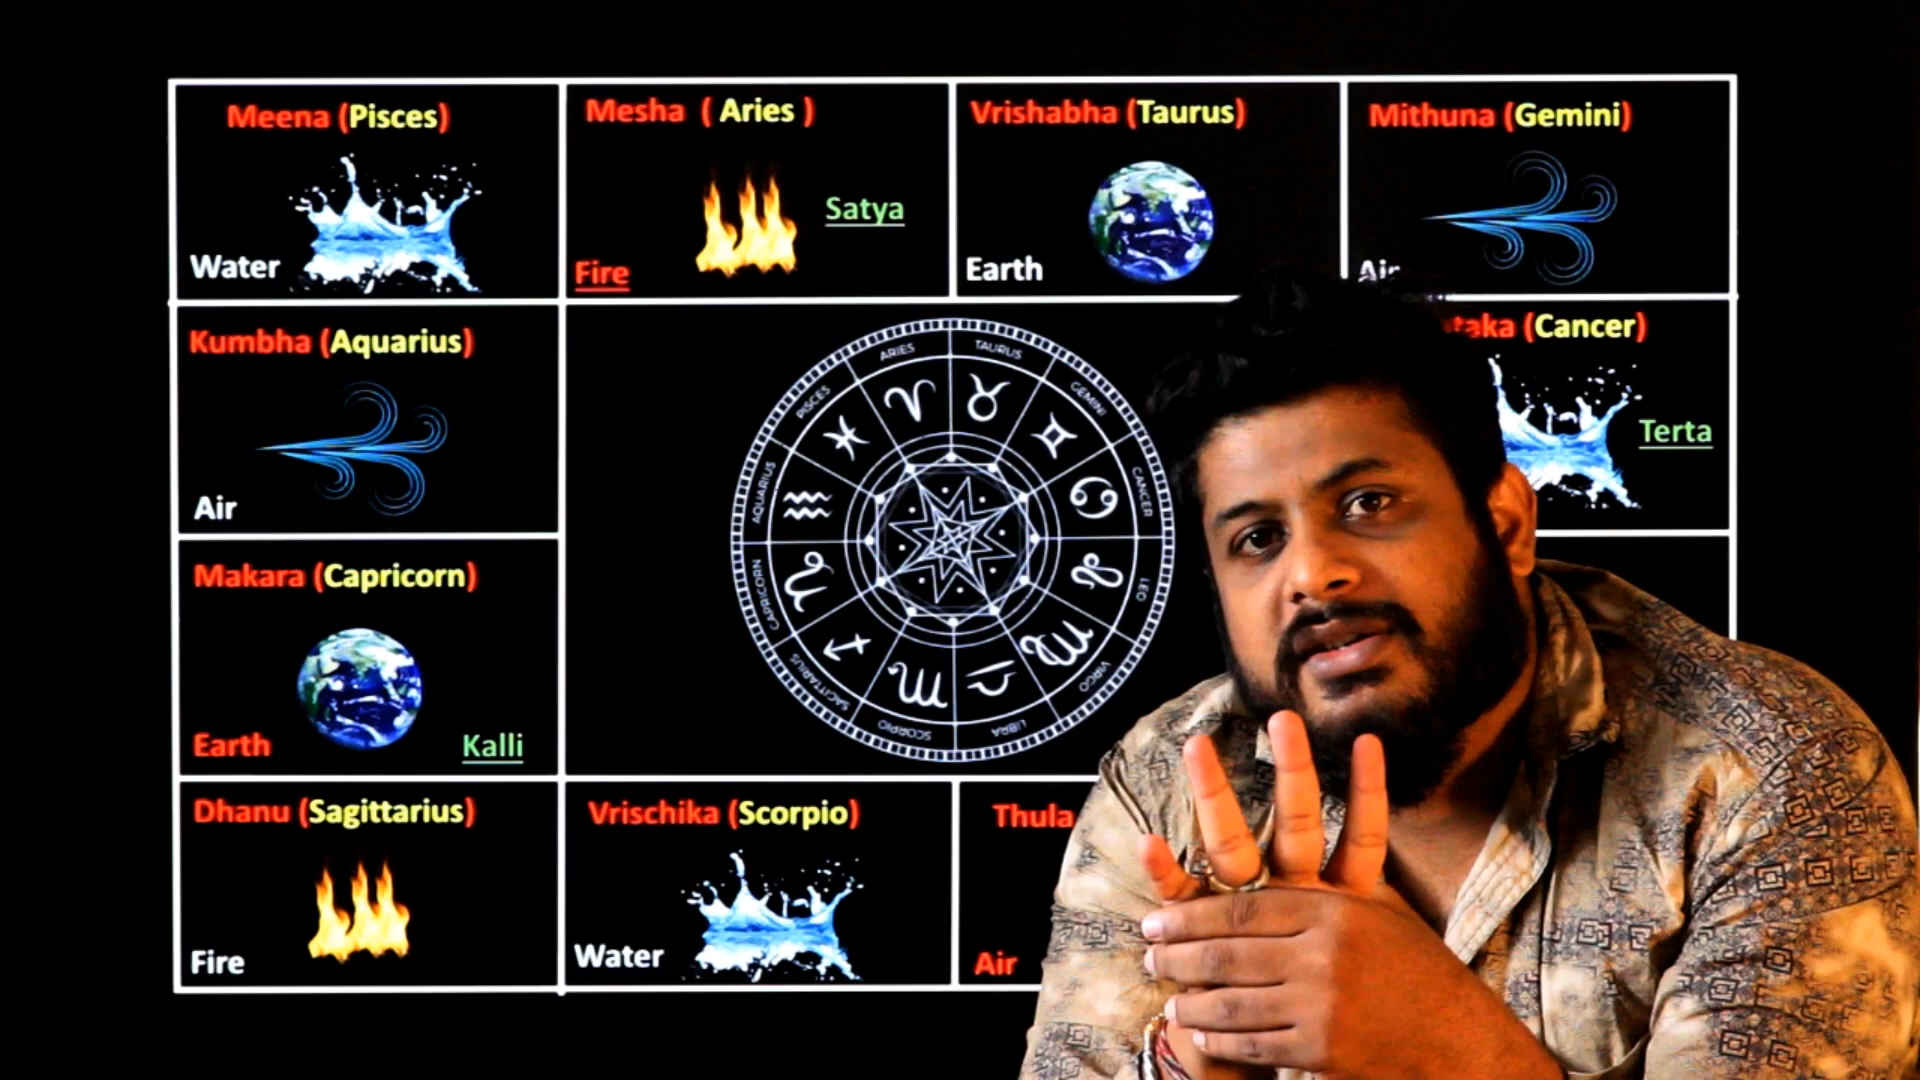 Meena (Pisces)
Water
Mesha ( Aries )
Satya
Fire
Vrishabha (Taurus)
Earth
Mithuna (Gemini)
Air
Kumbha (Aquarius)
Air
(Cancer)
Terta
Makara (Capricorn)
Earth
Kalli
Dhanu (Sagittarius)
Fire
Vrischika (Scorpio)
Water
Thula
Air
ARIES
TAURUS
GEMINI
CANCER
LEO
VIRGO
LIBRA
SCORPIO
SAGITTARIUS
CAPRICORN
AQUARIUS
PISCES